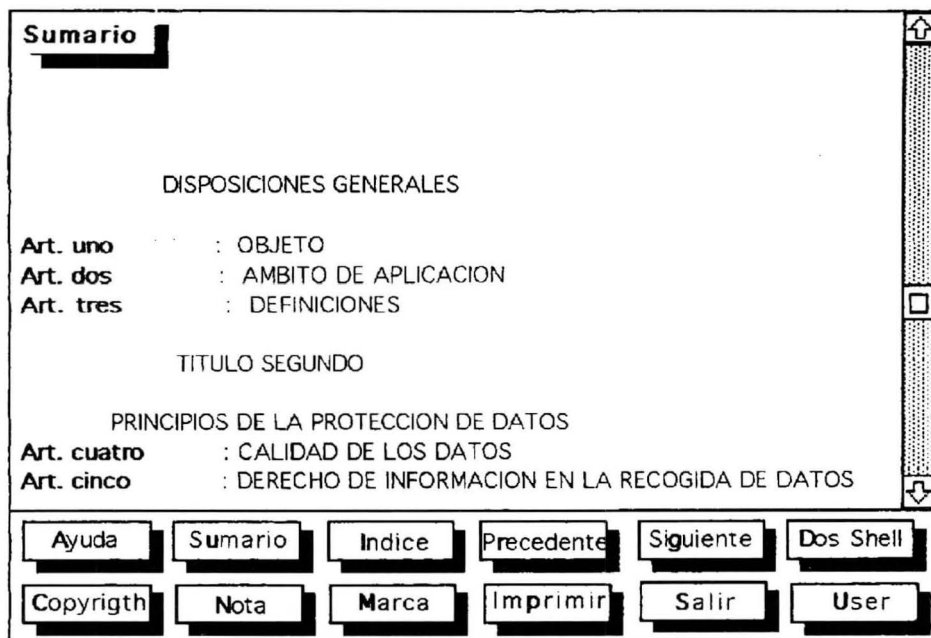 Sumario
DISPOSICIONES GENERALES
Art. uno : OBJETO
Art. dos : AMBITO DE APLICACION
Art. tres : DEFINICIONES
TITULO SEGUNDO
PRINCIPIOS DE LA PROTECCION DE DATOS
Art. cuatro : CALIDAD DE LOS DATOS
Art. cinco : DERECHO DE INFORMACION EN LA RECOGIDA DE DATOS
Ayuda Sumario Indice Precedente Siguiente Dos Shell
Copyrigth Nota Marca Imprimir Salir User